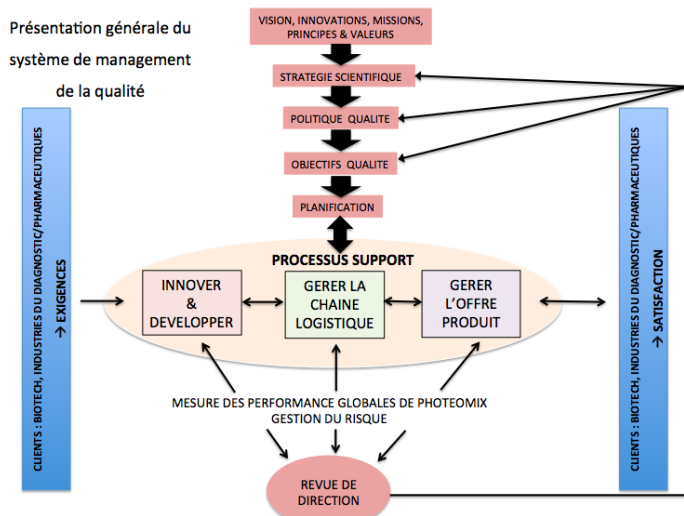 Présentation générale du
système de management
de la qualité
VISION, INNOVATIONS, MISSIONS,
PRINCIPES & VALEURS
STRATEGIE SCIENTIFIQUE
POLITIQUE QUALITE
OBJECTIFS QUALITE
PLANIFICATION
CLIENTS : BIOTECH, INDUSTRIES DU DIAGNOSTIC/PHARMACEUTIQUES
→ EXIGENCES
PROCESSUS SUPPORT
INNOVER
&
DEVELOPPER
GERER LA
CHAINE
LOGISTIQUE
GERER
L'OFFRE
PRODUIT
CLIENTS : BIOTECH, INDUSTRIES DU DIAGNOSTIC/PHARMACEUTIQUES
→ SATISFACTION
MESURE DES PERFORMANCE GLOBALES DE PHOTEOMIX
GESTION DU RISQUE
REVUE DE
DIRECTION